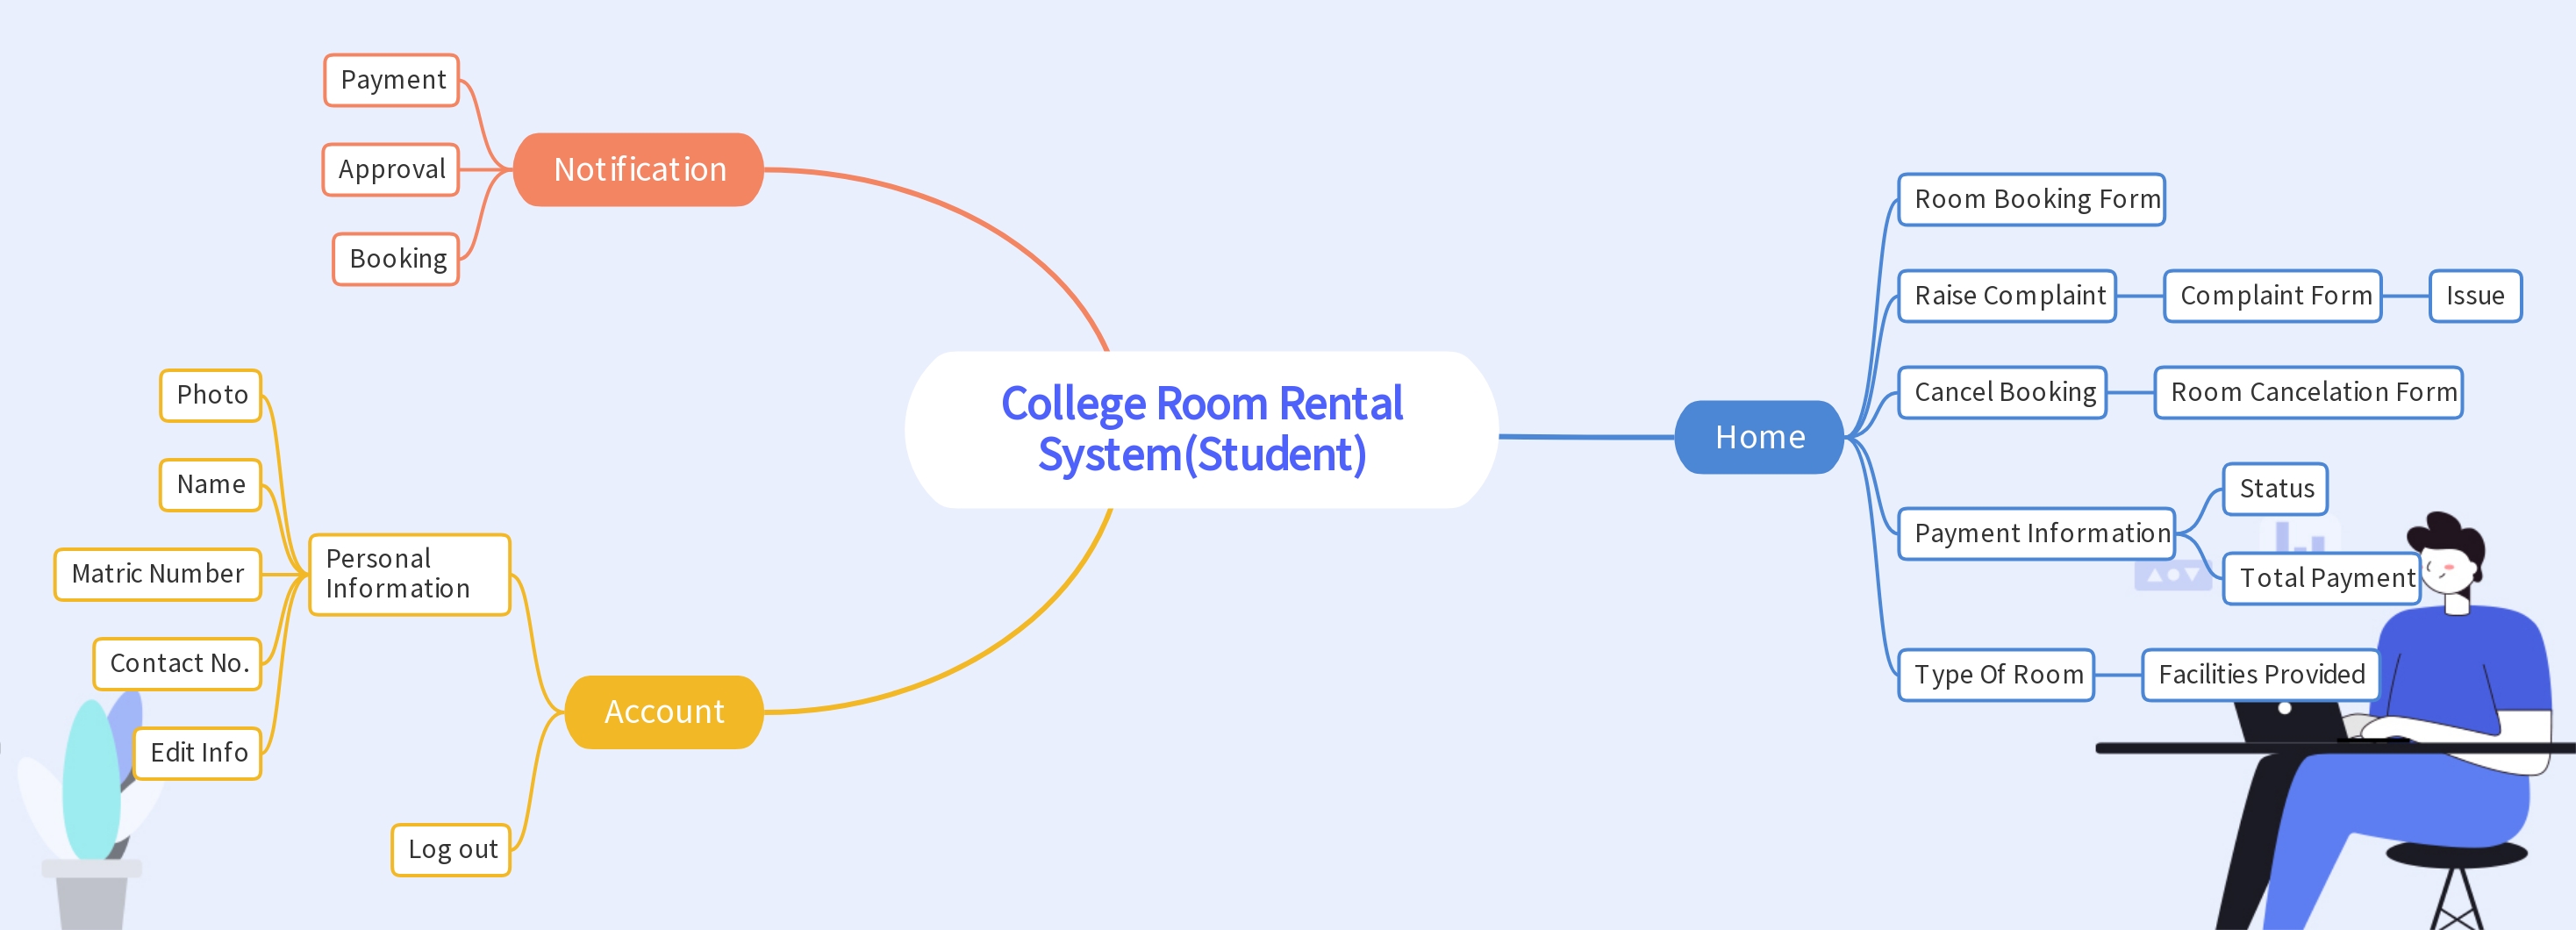 College Room Rental
System(Student)
Notification
Payment
Approval
Booking
Account
Personal
Information
Photo
Name
Matric Number
Contact No.
Edit Info
Log out
Home
Room Booking Form
Raise Complaint
Complaint Form
Issue
Cancel Booking
Room Cancelation Form
Payment Information
Status
Total Payment
Type Of Room
Facilities Provided